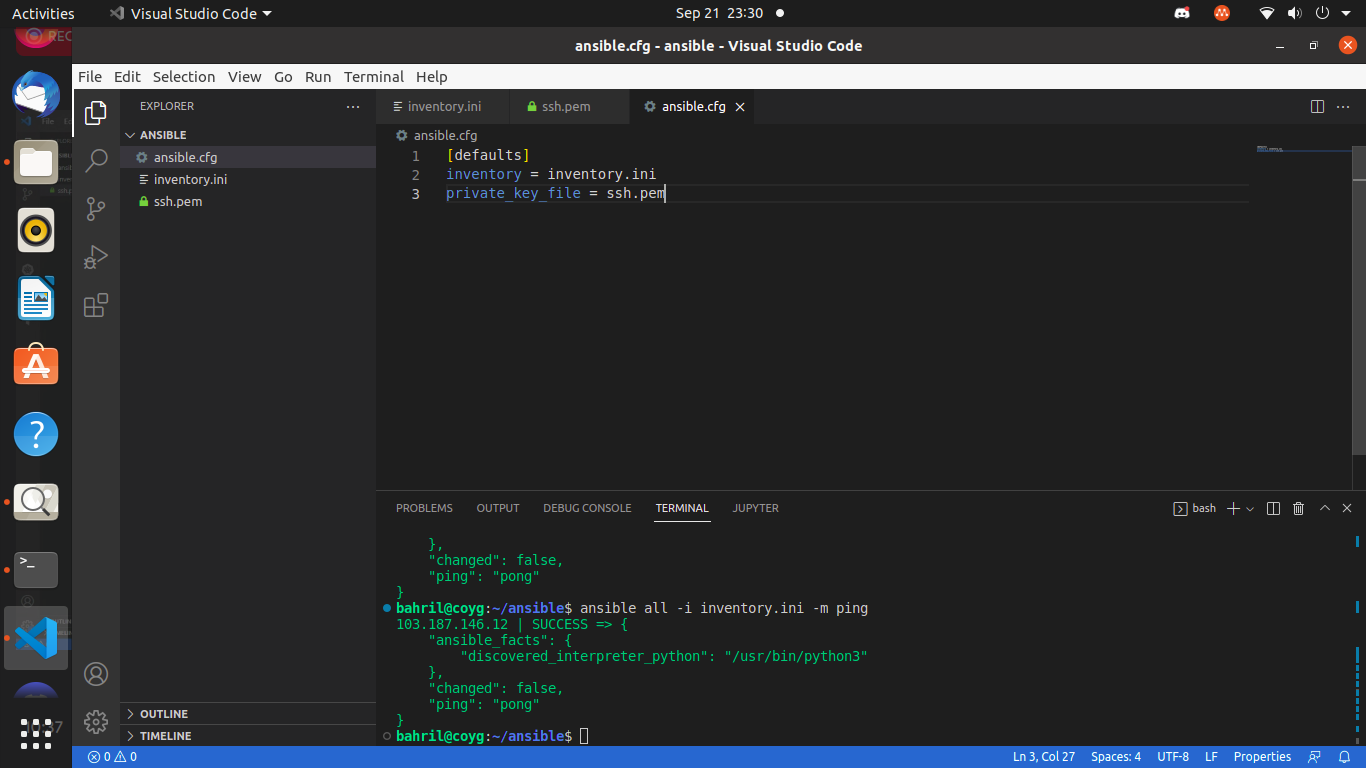 Activities Visual Studio Code Sep 21 23:30
REC
ansible.cfg - ansible - Visual Studio Code
File Edit Selection View Go Run Terminal Help
EXPLORER
inventory.ini ssh.pem ansible.cfg
ANSIBLE
ansible.cfg
inventory.ini
ssh.pem
ansible.cfg
1 [defaults]
2 inventory = inventory.ini
3 private_key_file = ssh.pem
PROBLEMS OUTPUT DEBUG CONSOLE TERMINAL JUPYTER bash
},
"changed": false,
"ping": "pong"
}
bahril@coyg:~/ansible$ ansible all -i inventory.ini -m ping
103.187.146.12 | SUCCESS => {
"ansible_facts": {
"discovered_interpreter_python": "/usr/bin/python3"
},
"changed": false,
"ping": "pong"
}
bahril@coyg:~/ansible$
OUTLINE
TIMELINE
0 0 Ln 3, Col 27 Spaces: 4 UTF-8 LF Properties